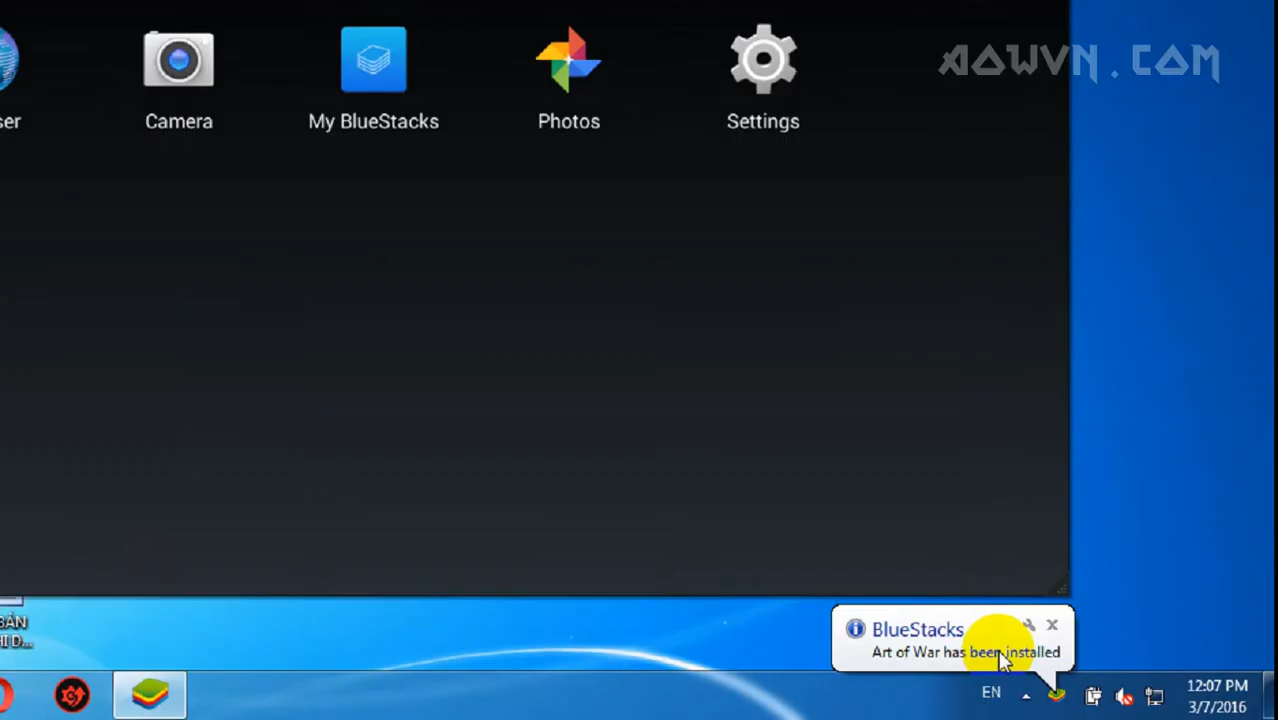 AOWVN.COM
ser
Camera
My BlueStacks
Photos
Settings
BẢN
HI D...
BlueStacks
Art of War has been installed
EN
12:07 PM
3/7/2016